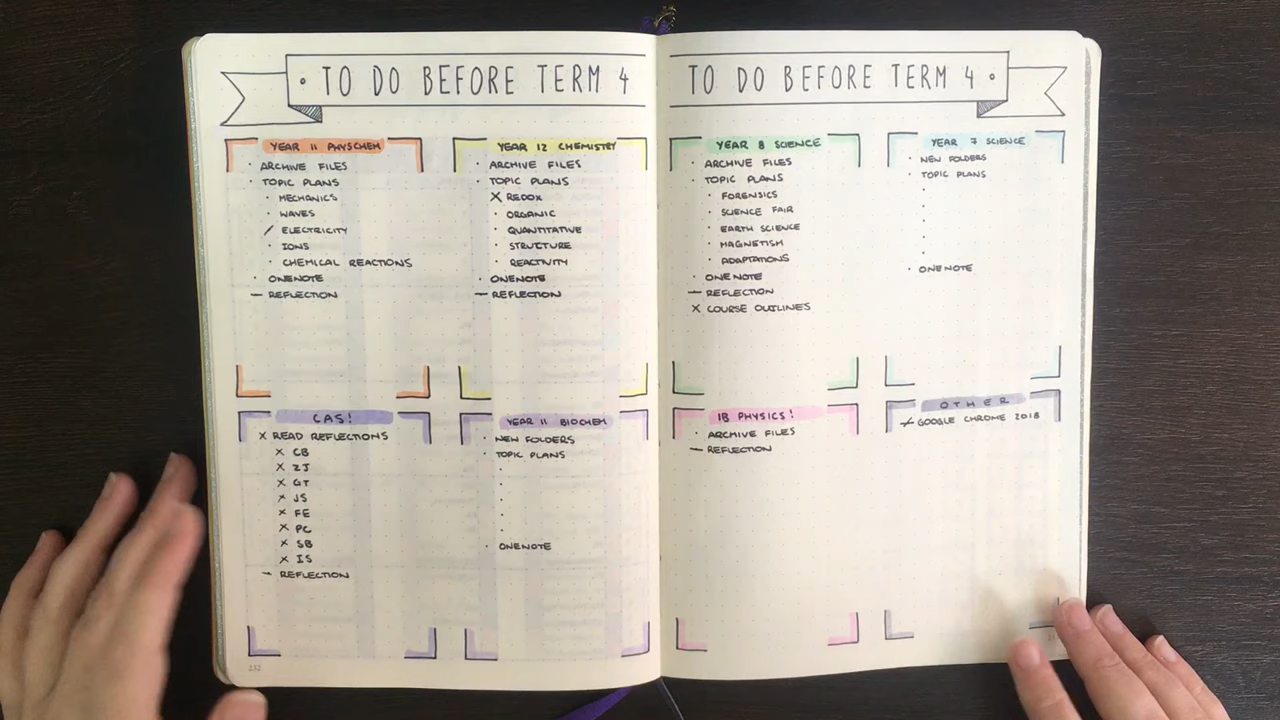 TO DO BEFORE TERM 4
YEAR 11 PHYSCHEM
· ARCHIVE FILES
· TOPIC PLANS
· MECHANICS
· WAVES
/ ELECTRICITY
· IONS
· CHEMICAL REACTIONS
· ONENOTE
— REFLECTION
YEAR 12 CHEMISTRY
· ARCHIVE FILES
· TOPIC PLANS
X REDOX
· ORGANIC
· QUANTITATIVE
· STRUCTURE
· REACTIVITY
· ONENOTE
— REFLECTION
CAS!
X READ REFLECTIONS
X CB
X ZJ
X GT
X JS
X FE
X PC
X SB
X IS
— REFLECTION
YEAR 11 BIOCHEM
· NEW FOLDERS
· TOPIC PLANS
·
·
·
·
·
· ONENOTE
232
TO DO BEFORE TERM 4
YEAR 8 SCIENCE
· ARCHIVE FILES
· TOPIC PLANS
· FORENSICS
· SCIENCE FAIR
· EARTH SCIENCE
· MAGNETISM
· ADAPTATIONS
· ONENOTE
— REFLECTION
X COURSE OUTLINES
YEAR 7 SCIENCE
· NEW FOLDERS
· TOPIC PLANS
·
·
·
·
·
· ONENOTE
IB PHYSICS!
· ARCHIVE FILES
— REFLECTION
OTHER
GOOGLE CHROME 2018